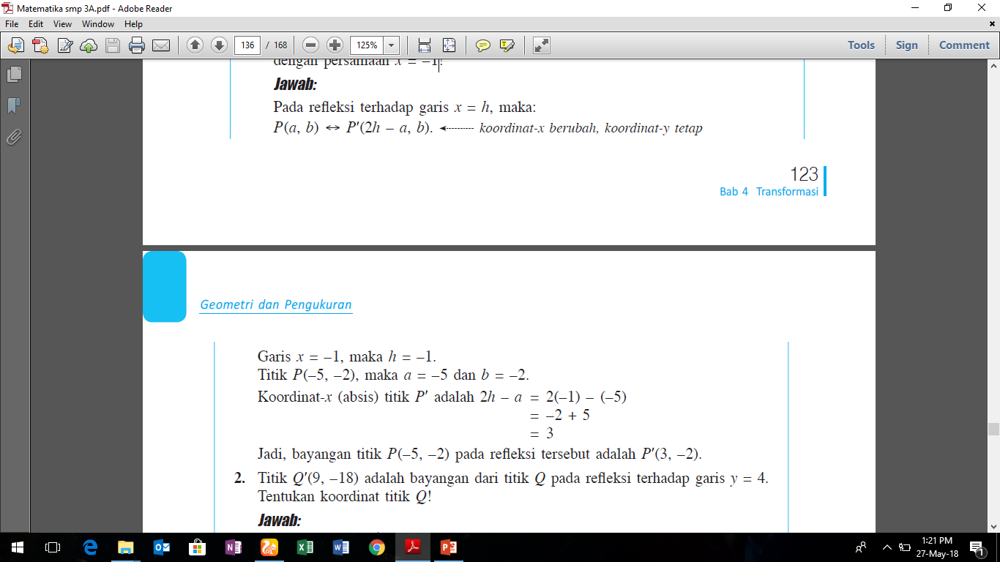 Matematika smp 3A.pdf - Adobe Reader
File Edit View Window Help
136 / 168 125% Tools Sign Comment
dengan persamaan x = –1!
Jawab:
Pada refleksi terhadap garis x = h, maka:
P(a, b) ↔ P′(2h – a, b). koordinat-x berubah, koordinat-y tetap
123
Bab 4 Transformasi
Geometri dan Pengukuran
Garis x = –1, maka h = –1.
Titik P(–5, –2), maka a = –5 dan b = –2.
Koordinat-x (absis) titik P′ adalah 2h – a = 2(–1) – (–5)
= –2 + 5
= 3
Jadi, bayangan titik P(–5, –2) pada refleksi tersebut adalah P′(3, –2).
2. Titik Q′(9, –18) adalah bayangan dari titik Q pada refleksi terhadap garis y = 4.
Tentukan koordinat titik Q!
Jawab:
1:21 PM
27-May-18
1